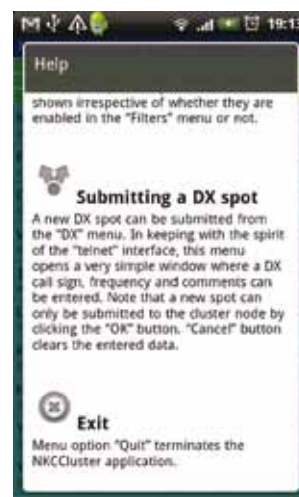 19:13
Help
shown irrespective of whether they are
enabled in the "Filters" menu or not.
Submitting a DX spot
A new DX spot can be submitted from
the "DX" menu. In keeping with the spirit
of the "telnet" interface, this menu
opens a very simple window where a DX
call sign, frequency and comments can
be entered. Note that a new spot can
only be submitted to the cluster node by
clicking the "OK" button. "Cancel" button
clears the entered data.
Exit
Menu option "Quit" terminates the
NKCCluster application.